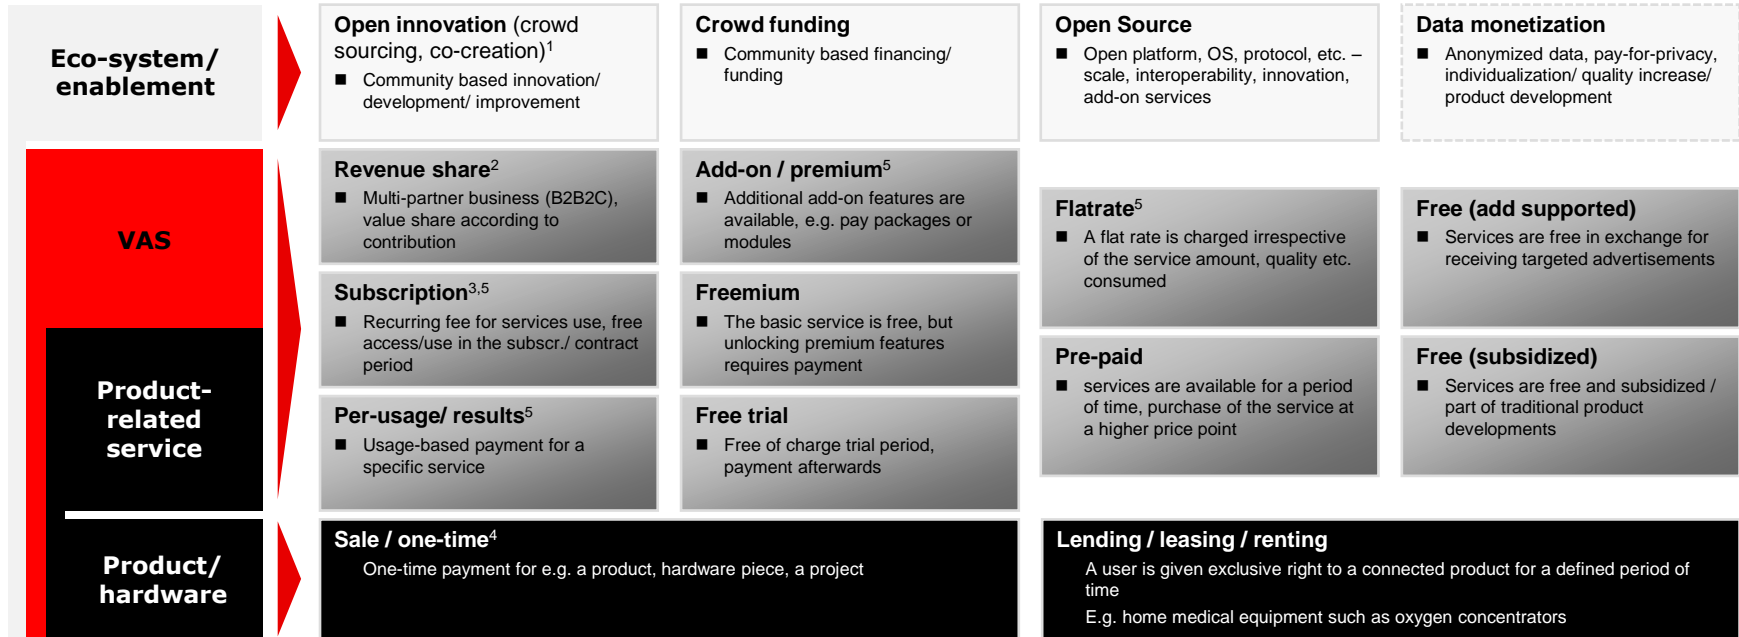 Eco-system/
enablement
Open innovation (crowd
sourcing, co-creation)1
■ Community based innovation/
development/ improvement
Crowd funding
■ Community based financing/
funding
Open Source
■ Open platform, OS, protocol, etc. –
scale, interoperability, innovation,
add-on services
Data monetization
■ Anonymized data, pay-for-privacy,
individualization/ quality increase/
product development
VAS
Product-
related
service
Revenue share2
■ Multi-partner business (B2B2C),
value share according to
contribution
Add-on / premium5
■ Additional add-on features are
available, e.g. pay packages or
modules
Flatrate5
■ A flat rate is charged irrespective
of the service amount, quality etc.
consumed
Free (add supported)
■ Services are free in exchange for
receiving targeted advertisements
Subscription3,5
■ Recurring fee for services use, free
access/use in the subscr./ contract
period
Freemium
■ The basic service is free, but
unlocking premium features
requires payment
Pre-paid
■ services are available for a period
of time, purchase of the service at
a higher price point
Free (subsidized)
■ Services are free and subsidized /
part of traditional product
developments
Per-usage/ results5
■ Usage-based payment for a
specific service
Free trial
■ Free of charge trial period,
payment afterwards
Product/
hardware
Sale / one-time4
One-time payment for e.g. a product, hardware piece, a project
Lending / leasing / renting
A user is given exclusive right to a connected product for a defined period of
time
E.g. home medical equipment such as oxygen concentrators